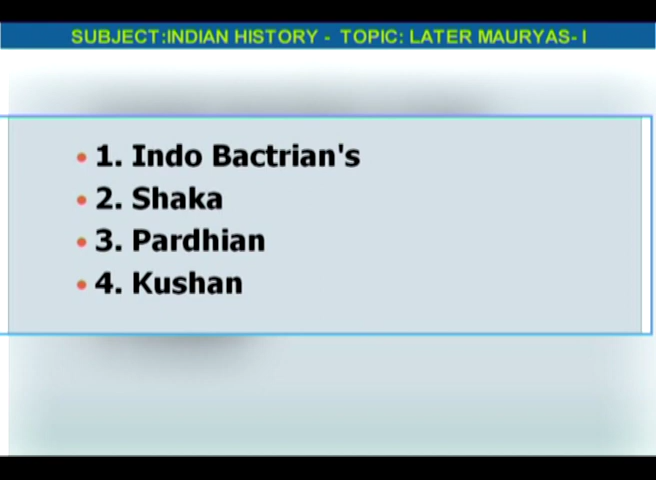 SUBJECT:INDIAN HISTORY - TOPIC: LATER MAURYAS- I
• 1. Indo Bactrian's
• 2. Shaka
• 3. Pardhian
• 4. Kushan